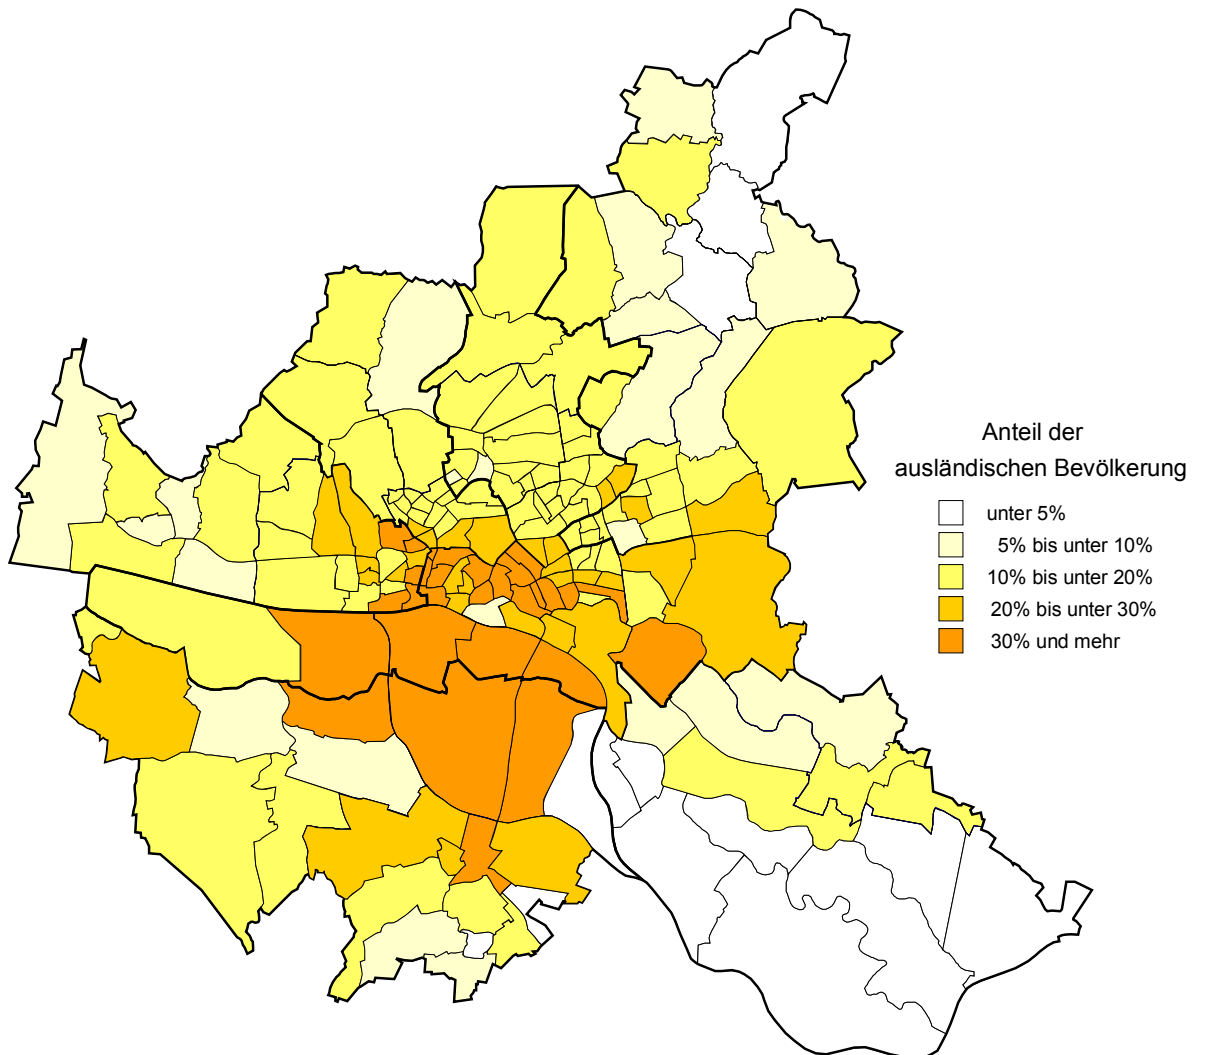 Anteil der
ausländischen Bevölkerung
unter 5%
5% bis unter 10%
10% bis unter 20%
20% bis unter 30%
30% und mehr